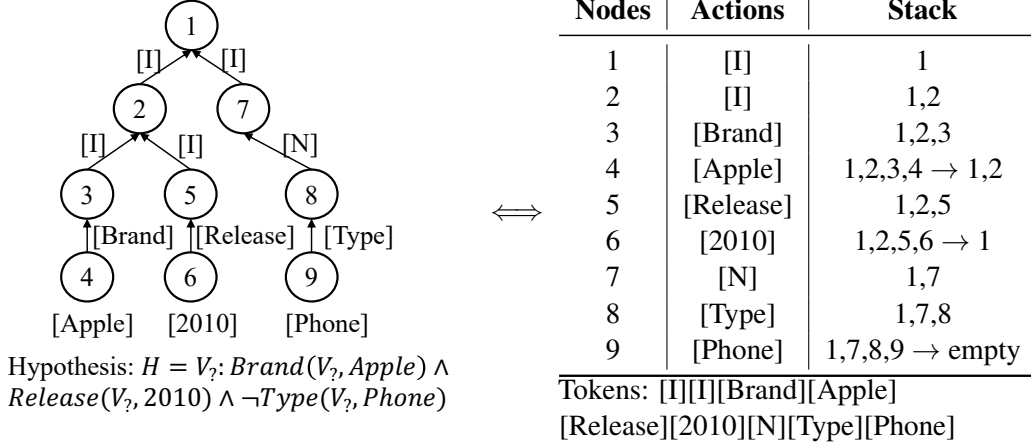 1
[I] [I]
2 7
[I] [I] [N]
3 5 8
[Brand] [Release] [Type]
4 6 9
[Apple] [2010] [Phone]
Hypothesis: H = V?: Brand(V?, Apple) ∧
Release(V?, 2010) ∧ ¬Type(V?, Phone)
⟺
Nodes Actions Stack
1 [I] 1
2 [I] 1,2
3 [Brand] 1,2,3
4 [Apple] 1,2,3,4 → 1,2
5 [Release] 1,2,5
6 [2010] 1,2,5,6 → 1
7 [N] 1,7
8 [Type] 1,7,8
9 [Phone] 1,7,8,9 → empty
Tokens: [I][I][Brand][Apple]
[Release][2010][N][Type][Phone]